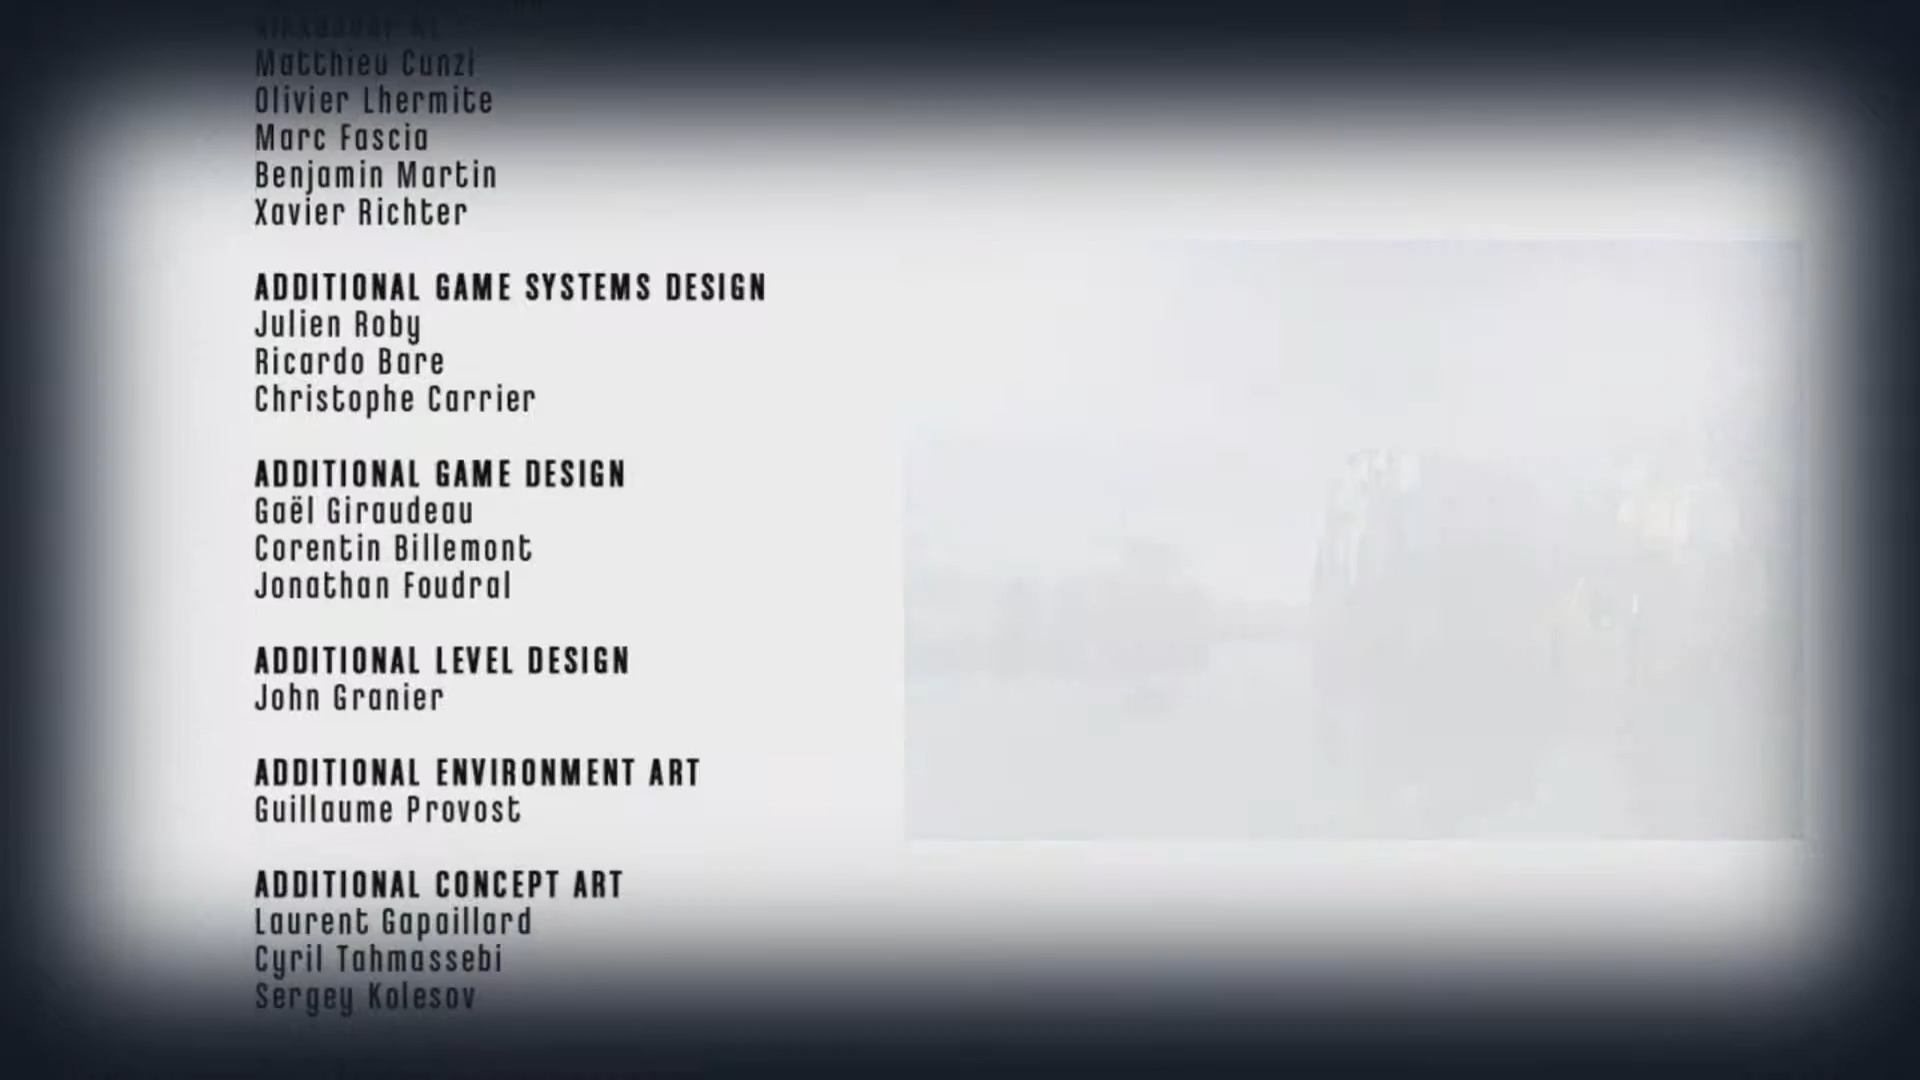 Matthieu Cunzi
Olivier Lhermite
Marc Fascia
Benjamin Martin
Xavier Richter
ADDITIONAL GAME SYSTEMS DESIGN
Julien Roby
Ricardo Bare
Christophe Carrier
ADDITIONAL GAME DESIGN
Gaël Giraudeau
Corentin Billemont
Jonathan Foudral
ADDITIONAL LEVEL DESIGN
John Granier
ADDITIONAL ENVIRONMENT ART
Guillaume Provost
ADDITIONAL CONCEPT ART
Laurent Gapaillard
Cyril Tahmassebi
Sergey Kolesov